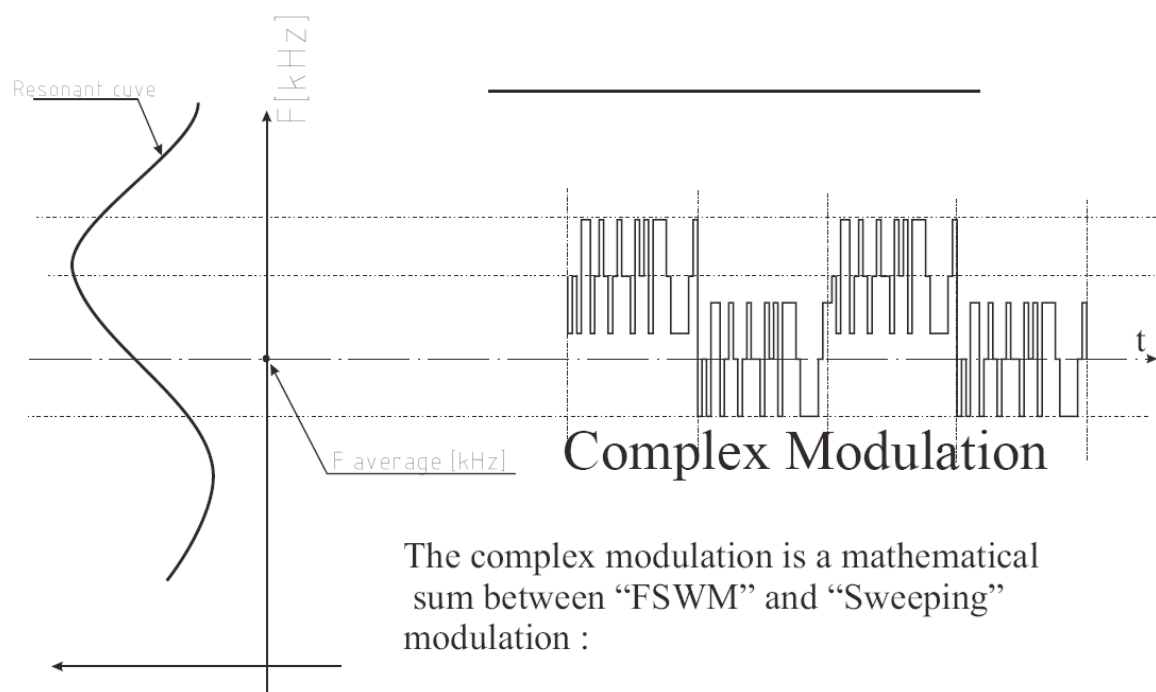 Resonant cuve
F[kHz]
t
F average [kHz]
Complex Modulation
The complex modulation is a mathematical
sum between “FSWM” and “Sweeping”
modulation :